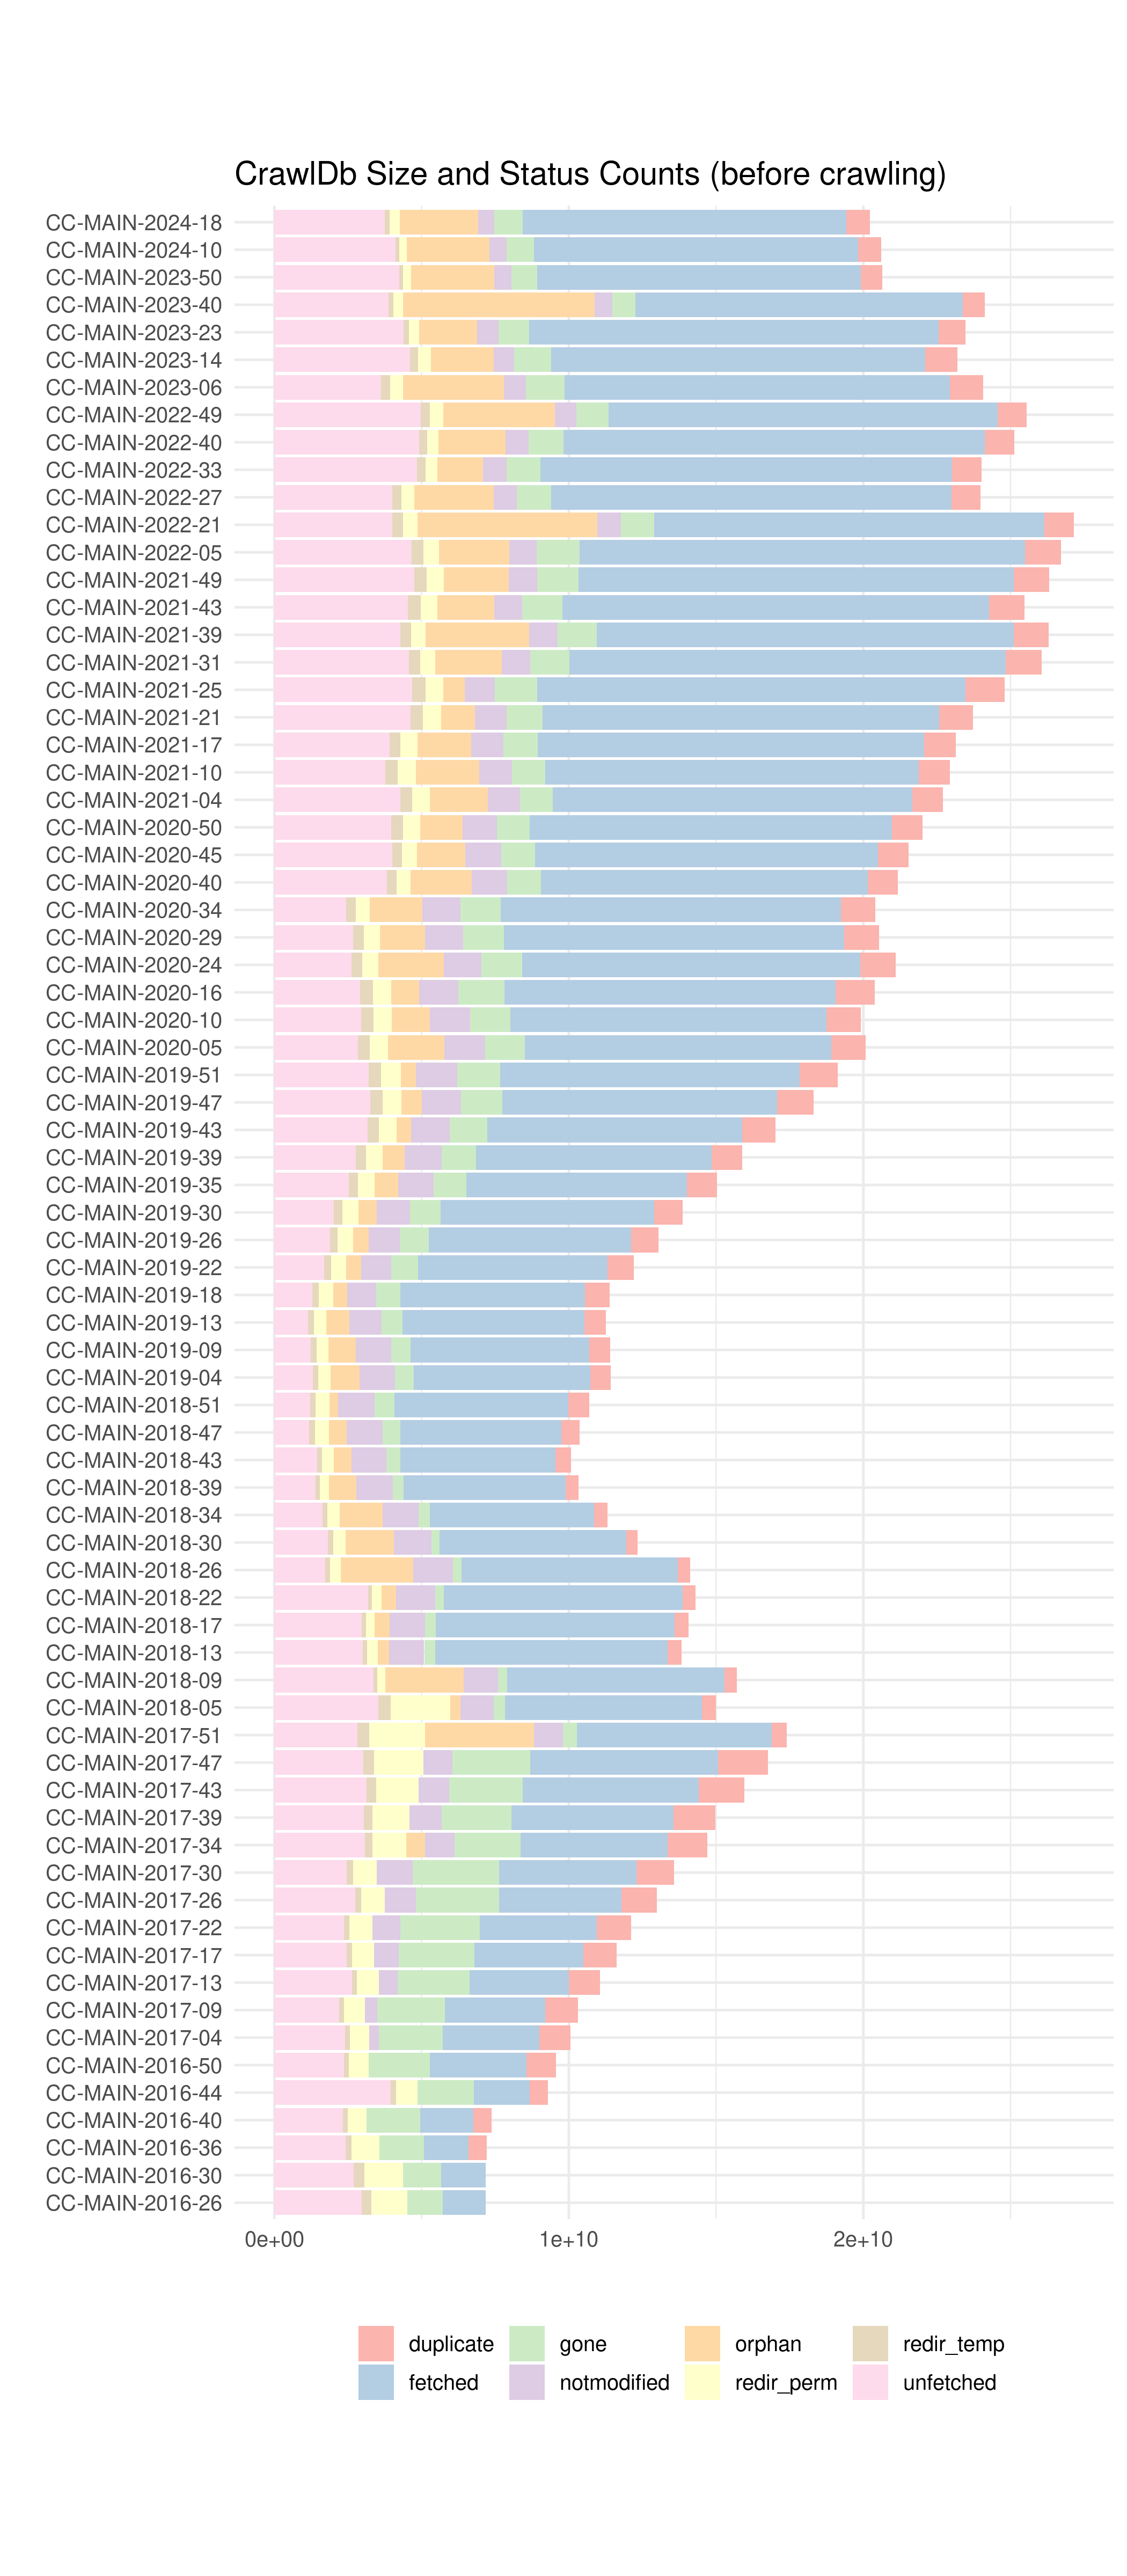 CrawlDb Size and Status Counts (before crawling)
CC-MAIN-2024-18
CC-MAIN-2024-10
CC-MAIN-2023-50
CC-MAIN-2023-40
CC-MAIN-2023-23
CC-MAIN-2023-14
CC-MAIN-2023-06
CC-MAIN-2022-49
CC-MAIN-2022-40
CC-MAIN-2022-33
CC-MAIN-2022-27
CC-MAIN-2022-21
CC-MAIN-2022-05
CC-MAIN-2021-49
CC-MAIN-2021-43
CC-MAIN-2021-39
CC-MAIN-2021-31
CC-MAIN-2021-25
CC-MAIN-2021-21
CC-MAIN-2021-17
CC-MAIN-2021-10
CC-MAIN-2021-04
CC-MAIN-2020-50
CC-MAIN-2020-45
CC-MAIN-2020-40
CC-MAIN-2020-34
CC-MAIN-2020-29
CC-MAIN-2020-24
CC-MAIN-2020-16
CC-MAIN-2020-10
CC-MAIN-2020-05
CC-MAIN-2019-51
CC-MAIN-2019-47
CC-MAIN-2019-43
CC-MAIN-2019-39
CC-MAIN-2019-35
CC-MAIN-2019-30
CC-MAIN-2019-26
CC-MAIN-2019-22
CC-MAIN-2019-18
CC-MAIN-2019-13
CC-MAIN-2019-09
CC-MAIN-2019-04
CC-MAIN-2018-51
CC-MAIN-2018-47
CC-MAIN-2018-43
CC-MAIN-2018-39
CC-MAIN-2018-34
CC-MAIN-2018-30
CC-MAIN-2018-26
CC-MAIN-2018-22
CC-MAIN-2018-17
CC-MAIN-2018-13
CC-MAIN-2018-09
CC-MAIN-2018-05
CC-MAIN-2017-51
CC-MAIN-2017-47
CC-MAIN-2017-43
CC-MAIN-2017-39
CC-MAIN-2017-34
CC-MAIN-2017-30
CC-MAIN-2017-26
CC-MAIN-2017-22
CC-MAIN-2017-17
CC-MAIN-2017-13
CC-MAIN-2017-09
CC-MAIN-2017-04
CC-MAIN-2016-50
CC-MAIN-2016-44
CC-MAIN-2016-40
CC-MAIN-2016-36
CC-MAIN-2016-30
CC-MAIN-2016-26
0e+00 1e+10 2e+10
duplicate gone orphan redir_temp
fetched notmodified redir_perm unfetched